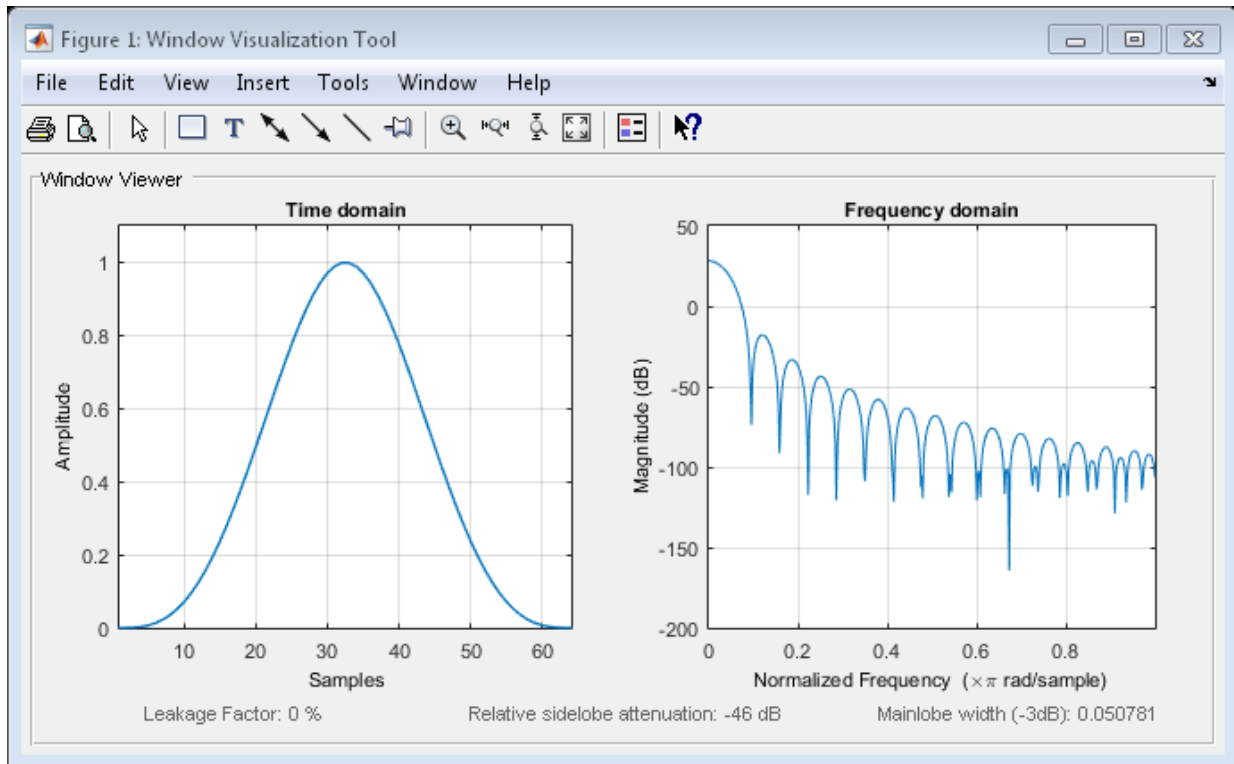 Figure 1: Window Visualization Tool
File Edit View Insert Tools Window Help
T
?
Window Viewer
Time domain
1
0.8
0.6
0.4
0.2
0
Amplitude
10 20 30 40 50 60
Samples
Frequency domain
50
0
-50
-100
-150
-200
Magnitude (dB)
0 0.2 0.4 0.6 0.8
Normalized Frequency (×π rad/sample)
Leakage Factor: 0 % Relative sidelobe attenuation: -46 dB Mainlobe width (-3dB): 0.050781